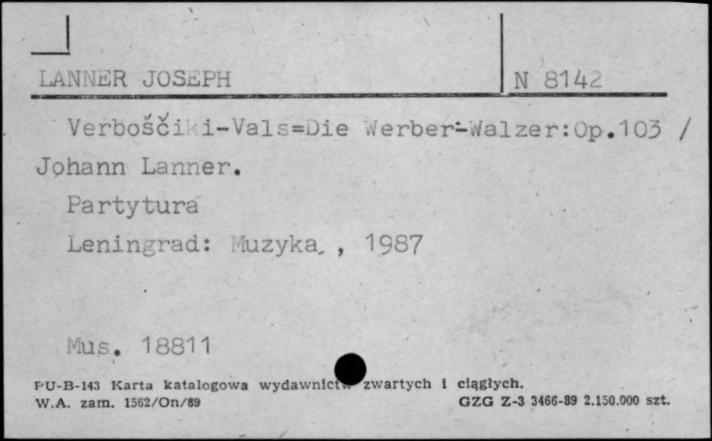 LANNER JOSEPH N 8142
Verboščiki-Vals=Die Werber-Walzer:Op.103 /
Johann Lanner.
Partytura
Leningrad: Muzyka, , 1987
Mus. 18811
PU-B-143 Karta katalogowa wydawnictw zwartych i ciągłych.
W.A. zam. 1562/On/89 GZG Z-3 3466-89 2.150.000 szt.